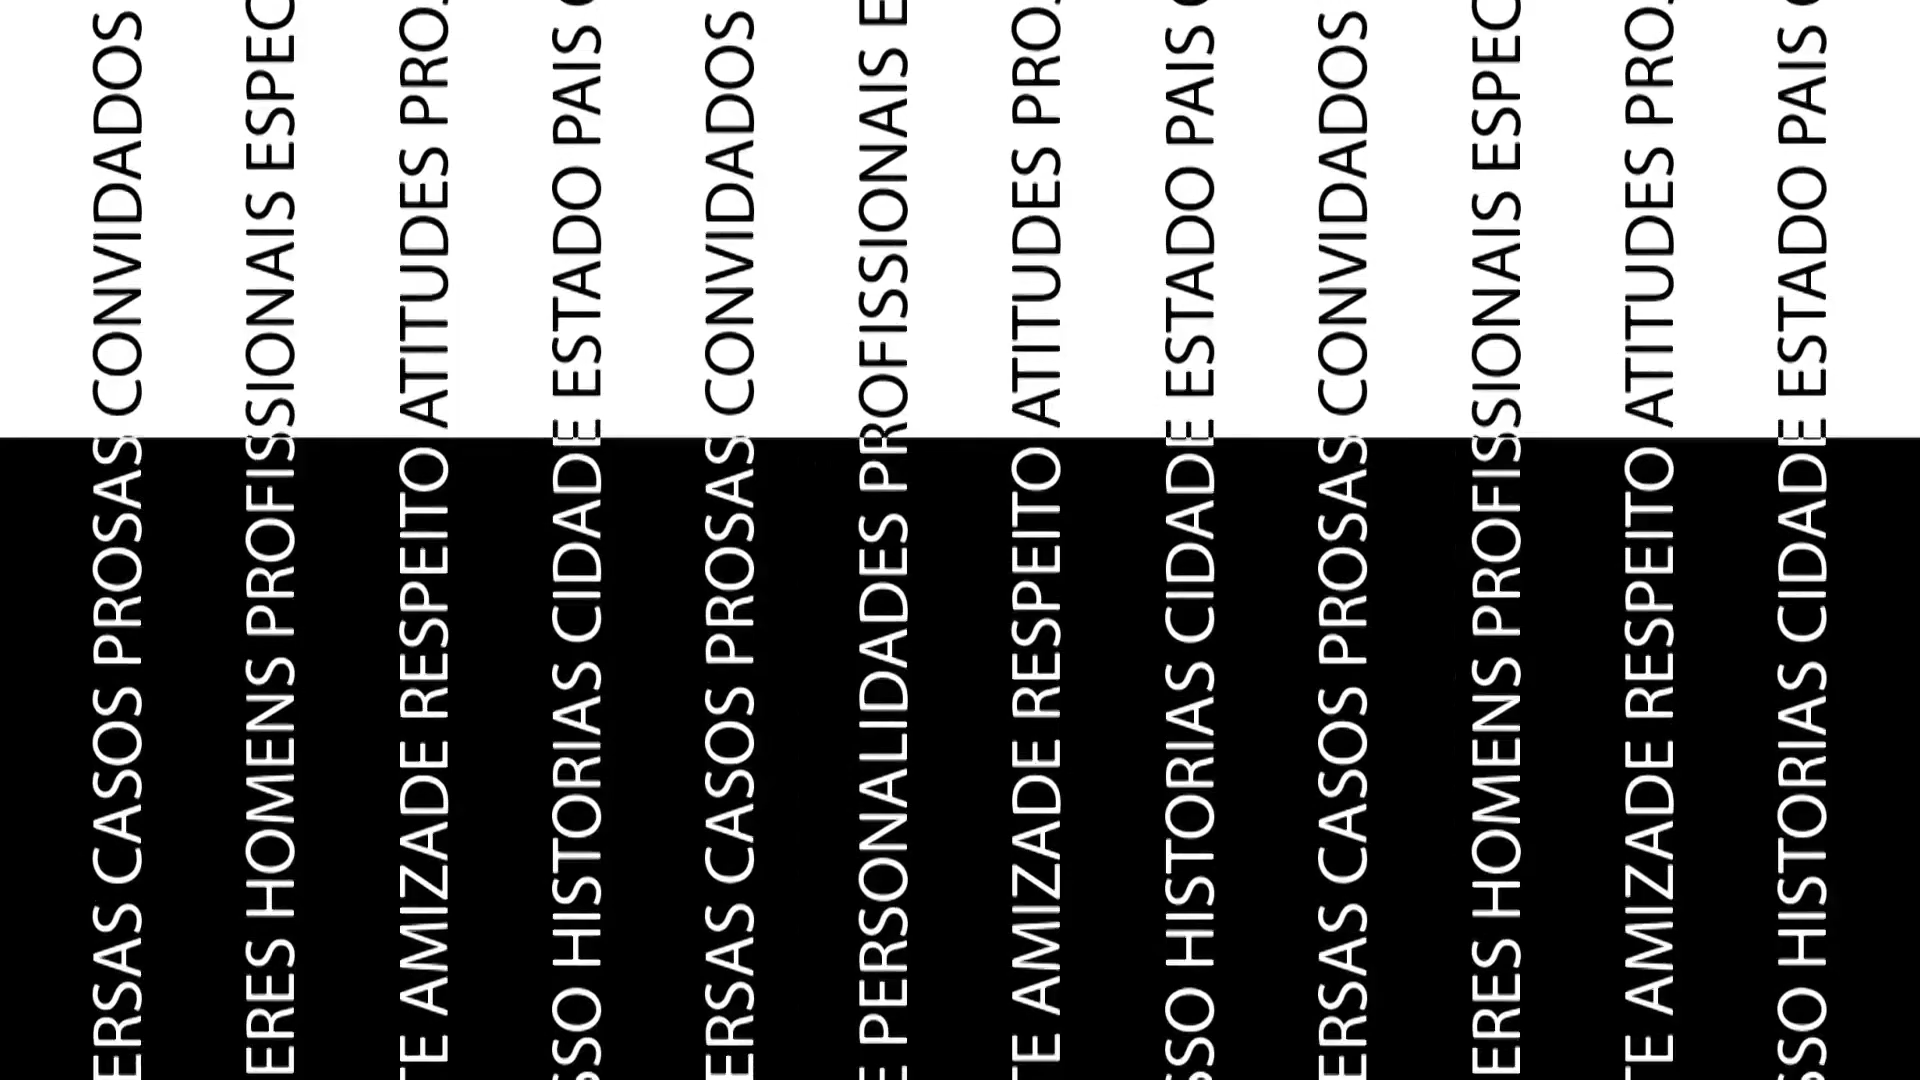 ERSAS CASOS PROSAS CONVIDADOS
ERES HOMENS PROFISSIONAIS ESPEC
TE AMIZADE RESPEITO ATITUDES PRO
SSO HISTORIAS CIDADE ESTADO PAIS
ERSAS CASOS PROSAS CONVIDADOS
E PERSONALIDADES PROFISSIONAIS E
TE AMIZADE RESPEITO ATITUDES PRO
SSO HISTORIAS CIDADE ESTADO PAIS
ERSAS CASOS PROSAS CONVIDADOS
ERES HOMENS PROFISSIONAIS ESPEC
TE AMIZADE RESPEITO ATITUDES PRO
SSO HISTORIAS CIDADE ESTADO PAIS